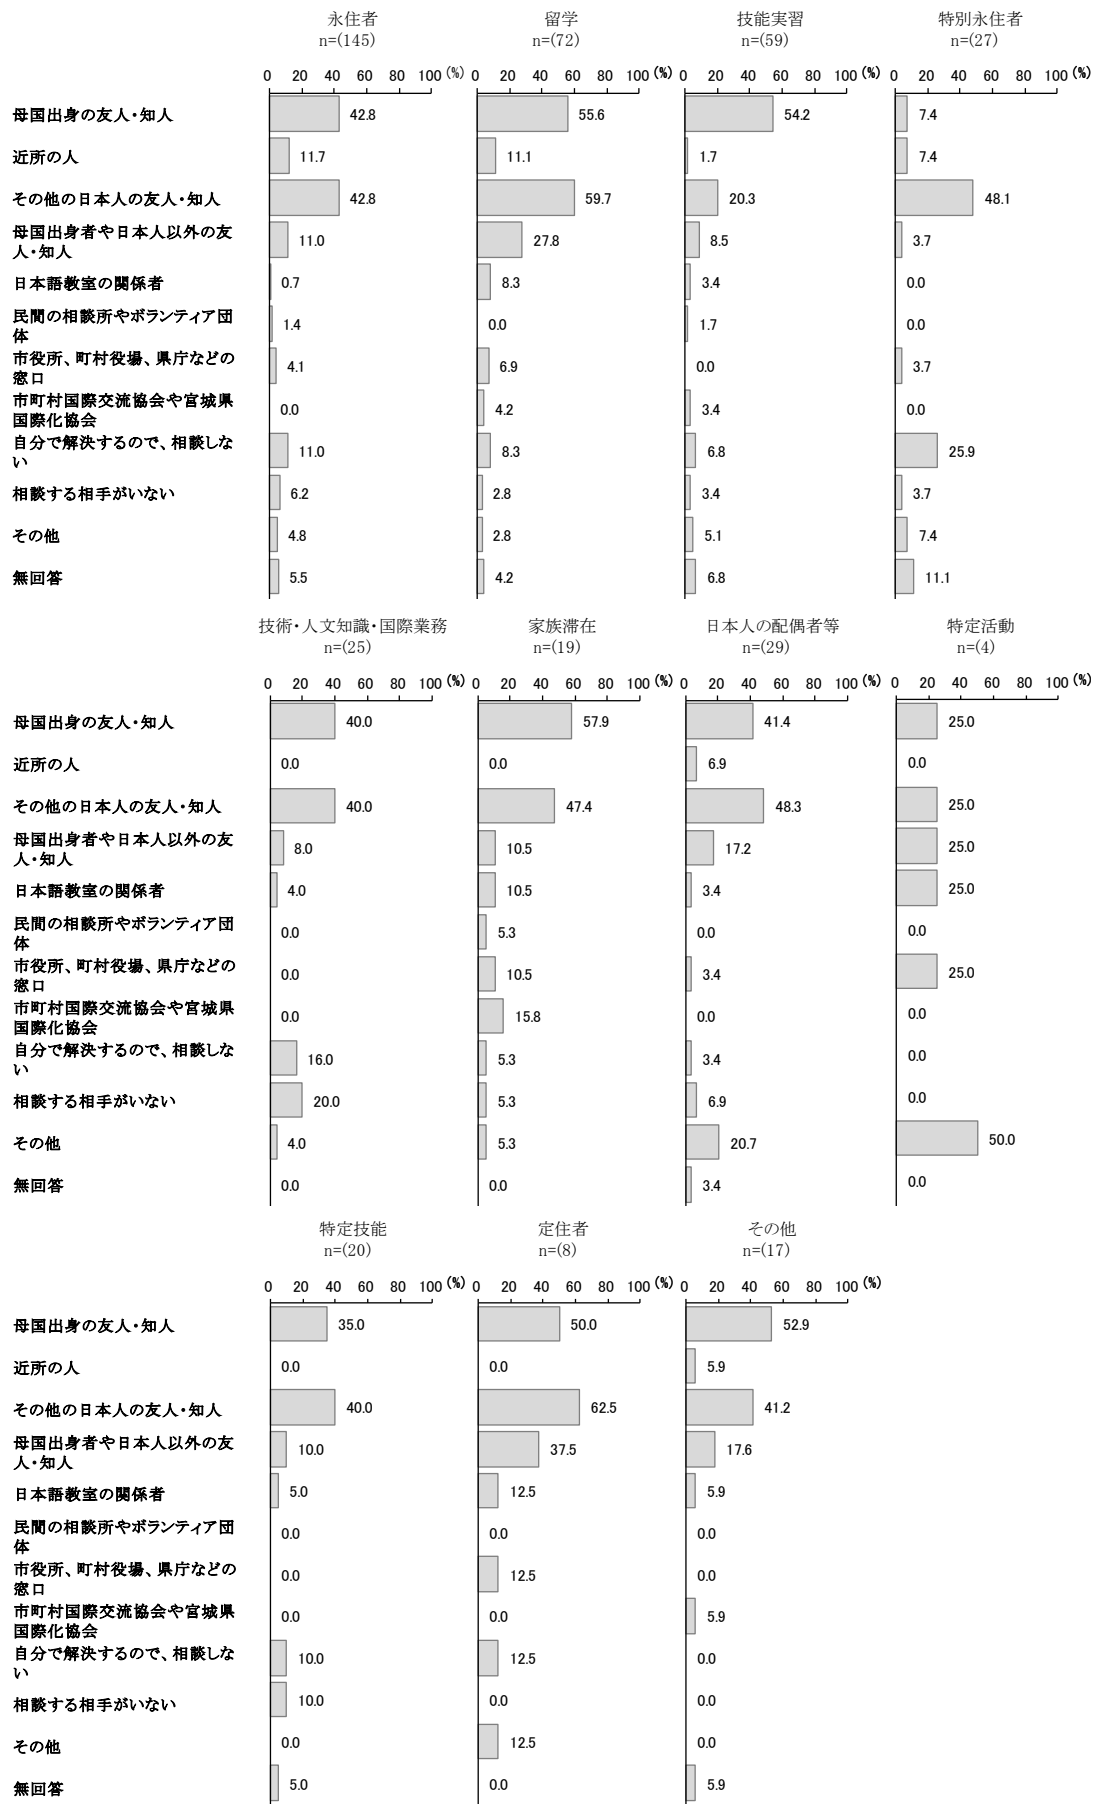 永住者 留学 技能実習 特別永住者
n=(145) n=(72) n=(59) n=(27)
0 20 40 60 80 100 (%) 0 20 40 60 80 100 (%) 0 20 40 60 80 100 (%) 0 20 40 60 80 100 (%)
母国出身の友人・知人 42.8 55.6 54.2 7.4
近所の人 11.7 11.1 1.7 7.4
その他の日本人の友人・知人 42.8 59.7 20.3 48.1
母国出身者や日本人以外の友
人・知人 11.0 27.8 8.5 3.7
日本語教室の関係者 0.7 8.3 3.4 0.0
民間の相談所やボランティア団
体 1.4 0.0 1.7 0.0
市役所、町村役場、県庁などの
窓口 4.1 6.9 0.0 3.7
市町村国際交流協会や宮城県
国際化協会 0.0 4.2 3.4 0.0
自分で解決するので、相談しな
い 11.0 8.3 6.8 25.9
相談する相手がいない 6.2 2.8 3.4 3.7
その他 4.8 2.8 5.1 7.4
無回答 5.5 4.2 6.8 11.1
技術・人文知識・国際業務 家族滞在 日本人の配偶者等 特定活動
n=(25) n=(19) n=(29) n=(4)
0 20 40 60 80 100 (%) 0 20 40 60 80 100 (%) 0 20 40 60 80 100 (%) 0 20 40 60 80 100 (%)
母国出身の友人・知人 40.0 57.9 41.4 25.0
近所の人 0.0 0.0 6.9 0.0
その他の日本人の友人・知人 40.0 47.4 48.3 25.0
母国出身者や日本人以外の友
人・知人 8.0 10.5 17.2 25.0
日本語教室の関係者 4.0 10.5 3.4 25.0
民間の相談所やボランティア団
体 0.0 5.3 0.0 0.0
市役所、町村役場、県庁などの
窓口 0.0 10.5 3.4 25.0
市町村国際交流協会や宮城県
国際化協会 0.0 15.8 0.0 0.0
自分で解決するので、相談しな
い 16.0 5.3 3.4 0.0
相談する相手がいない 20.0 5.3 6.9 0.0
その他 4.0 5.3 20.7 50.0
無回答 0.0 0.0 3.4 0.0
特定技能 定住者 その他
n=(20) n=(8) n=(17)
0 20 40 60 80 100 (%) 0 20 40 60 80 100 (%) 0 20 40 60 80 100 (%)
母国出身の友人・知人 35.0 50.0 52.9
近所の人 0.0 0.0 5.9
その他の日本人の友人・知人 40.0 62.5 41.2
母国出身者や日本人以外の友
人・知人 10.0 37.5 17.6
日本語教室の関係者 5.0 12.5 5.9
民間の相談所やボランティア団
体 0.0 0.0 0.0
市役所、町村役場、県庁などの
窓口 0.0 12.5 0.0
市町村国際交流協会や宮城県
国際化協会 0.0 0.0 5.9
自分で解決するので、相談しな
い 10.0 12.5 0.0
相談する相手がいない 10.0 0.0 0.0
その他 0.0 12.5 0.0
無回答 5.0 0.0 5.9